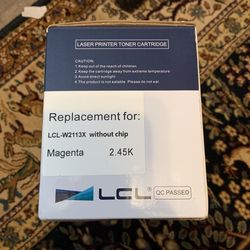 LASER PRINTER TONER CARTRIDGE
CAUTION:
1.Keep out of the reach of children
2.Keep the cartridge away from extreme temperature
3.Avoid direct sunlight
4.The product is not eatable. Please do not eat
Replacement for:
LCL-W2113X without chip
Magenta 2.45K
LCL®
QC PASSED